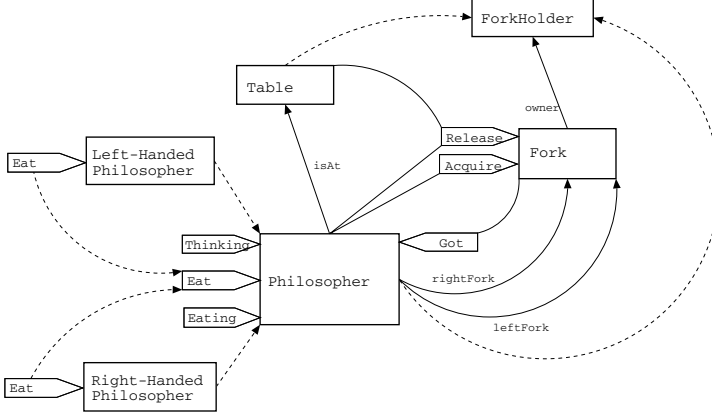 ForkHolder
Table
owner
Release
Fork
Eat
Left-Handed
Philosopher
isAt
Acquire
Thinking
Got
Eat
Philosopher
rightFork
Eating
leftFork
Eat
Right-Handed
Philosopher